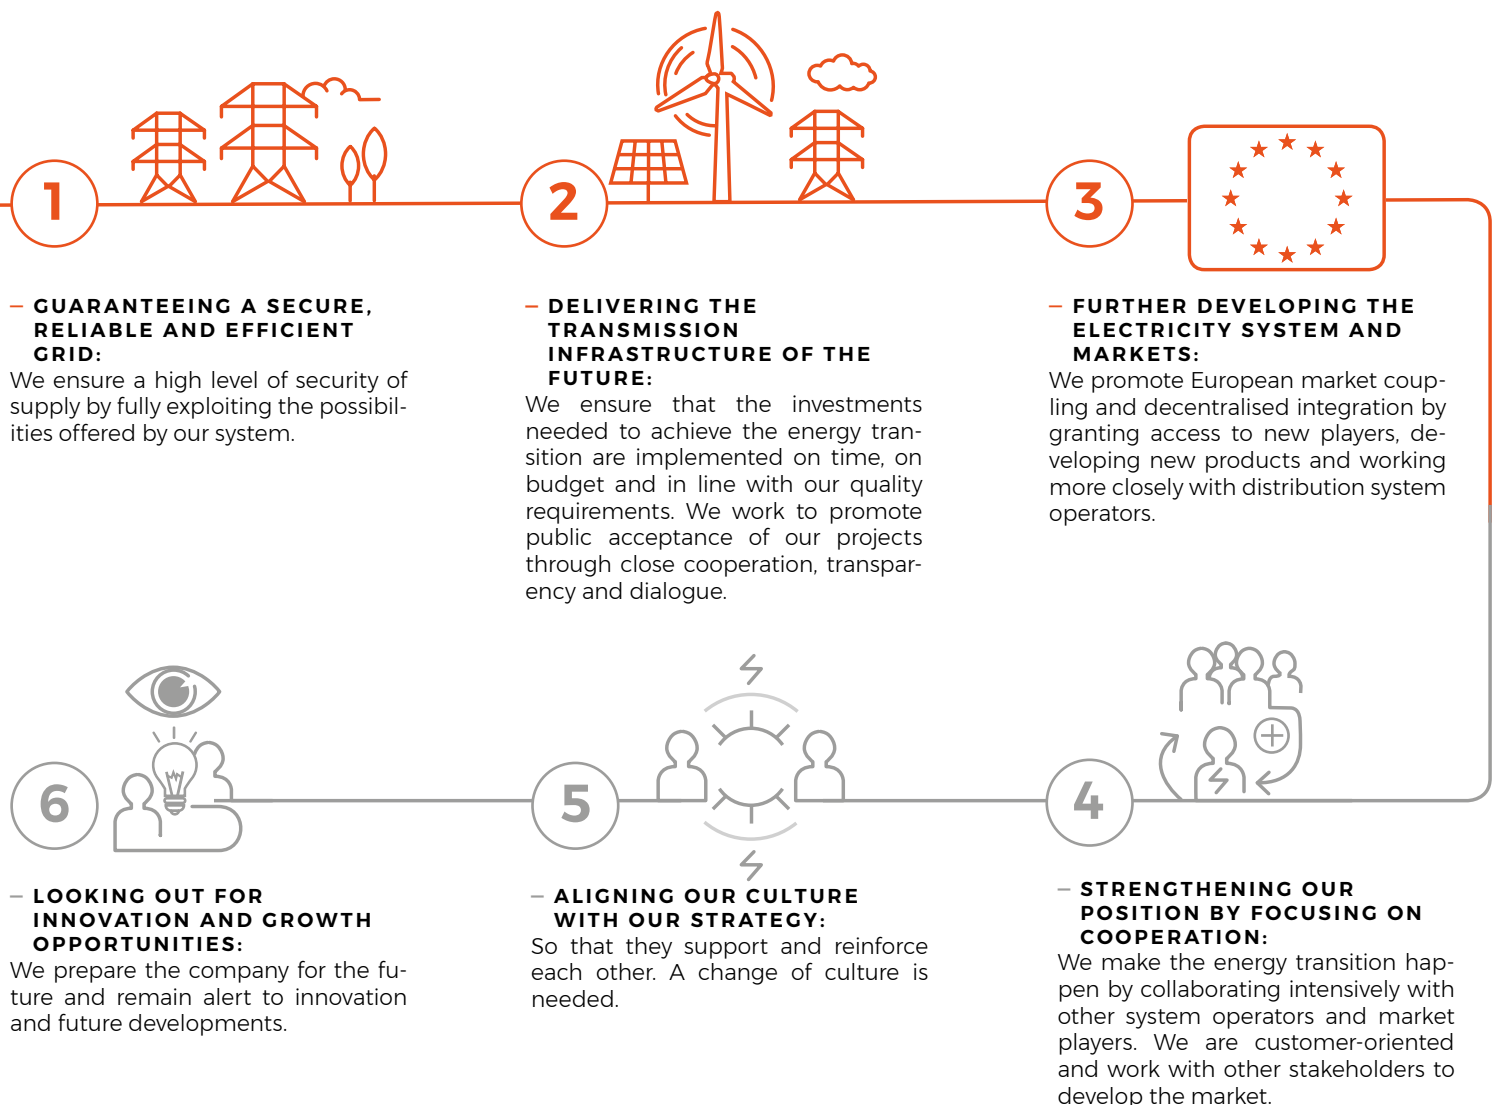 1
— GUARANTEEING A SECURE,
RELIABLE AND EFFICIENT
GRID:
We ensure a high level of security of
supply by fully exploiting the possibil-
ities offered by our system.
2
— DELIVERING THE
TRANSMISSION
INFRASTRUCTURE OF THE
FUTURE:
We ensure that the investments
needed to achieve the energy tran-
sition are implemented on time, on
budget and in line with our quality
requirements. We work to promote
public acceptance of our projects
through close cooperation, transpar-
ency and dialogue.
3
— FURTHER DEVELOPING THE
ELECTRICITY SYSTEM AND
MARKETS:
We promote European market coup-
ling and decentralised integration by
granting access to new players, de-
veloping new products and working
more closely with distribution system
operators.
4
— STRENGTHENING OUR
POSITION BY FOCUSING ON
COOPERATION:
We make the energy transition hap-
pen by collaborating intensively with
other system operators and market
players. We are customer-oriented
and work with other stakeholders to
develop the market.
5
— ALIGNING OUR CULTURE
WITH OUR STRATEGY:
So that they support and reinforce
each other. A change of culture is
needed.
6
— LOOKING OUT FOR
INNOVATION AND GROWTH
OPPORTUNITIES:
We prepare the company for the fu-
ture and remain alert to innovation
and future developments.